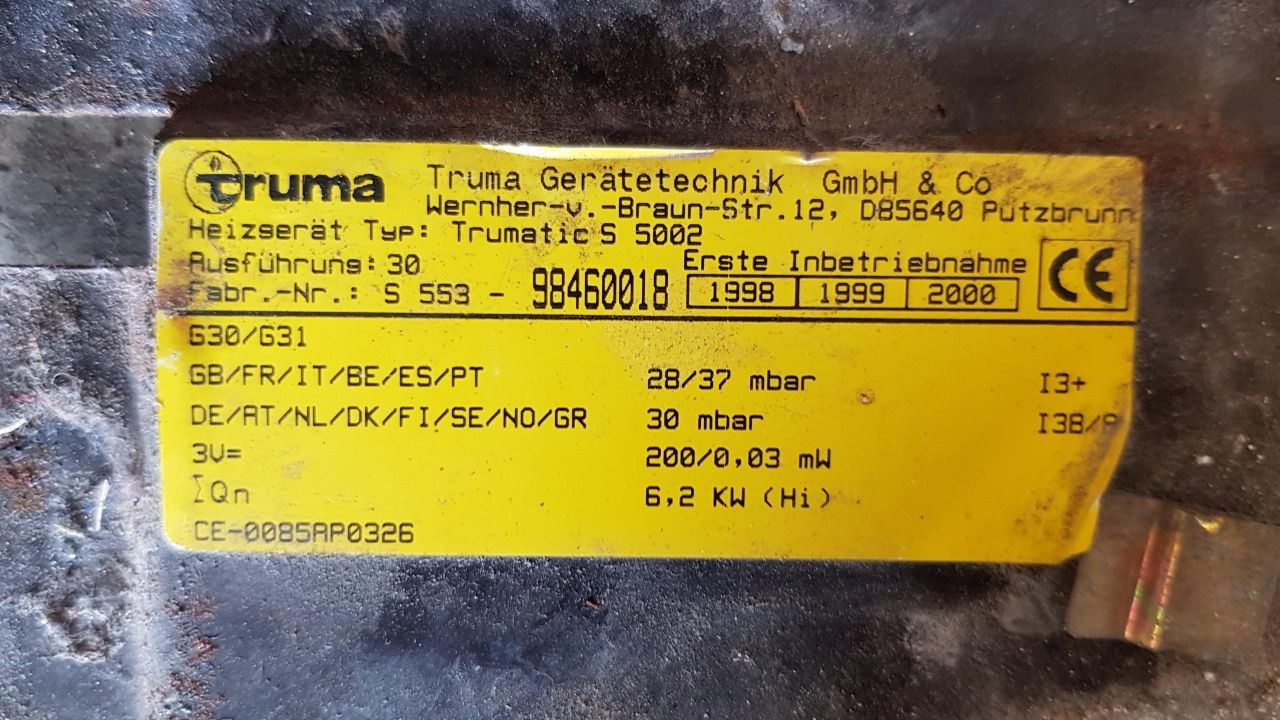 truma Truma Gerätetechnik GmbH & Co
Wernher-v.-Braun-Str.12, D85640 Putzbrunn
Heizgerät Typ: Trumatic S 5002
Ausführung: 30 Erste Inbetriebnahme CE
Fabr.-Nr.: S 553 - 98460018 1998 1999 2000
G30/G31
GB/FR/IT/BE/ES/PT 28/37 mbar I3+
DE/AT/NL/DK/FI/SE/NO/GR 30 mbar I3B/P
3V= 200/0,03 mW
ΣQn 6,2 KW (Hi)
CE-0085AP0326